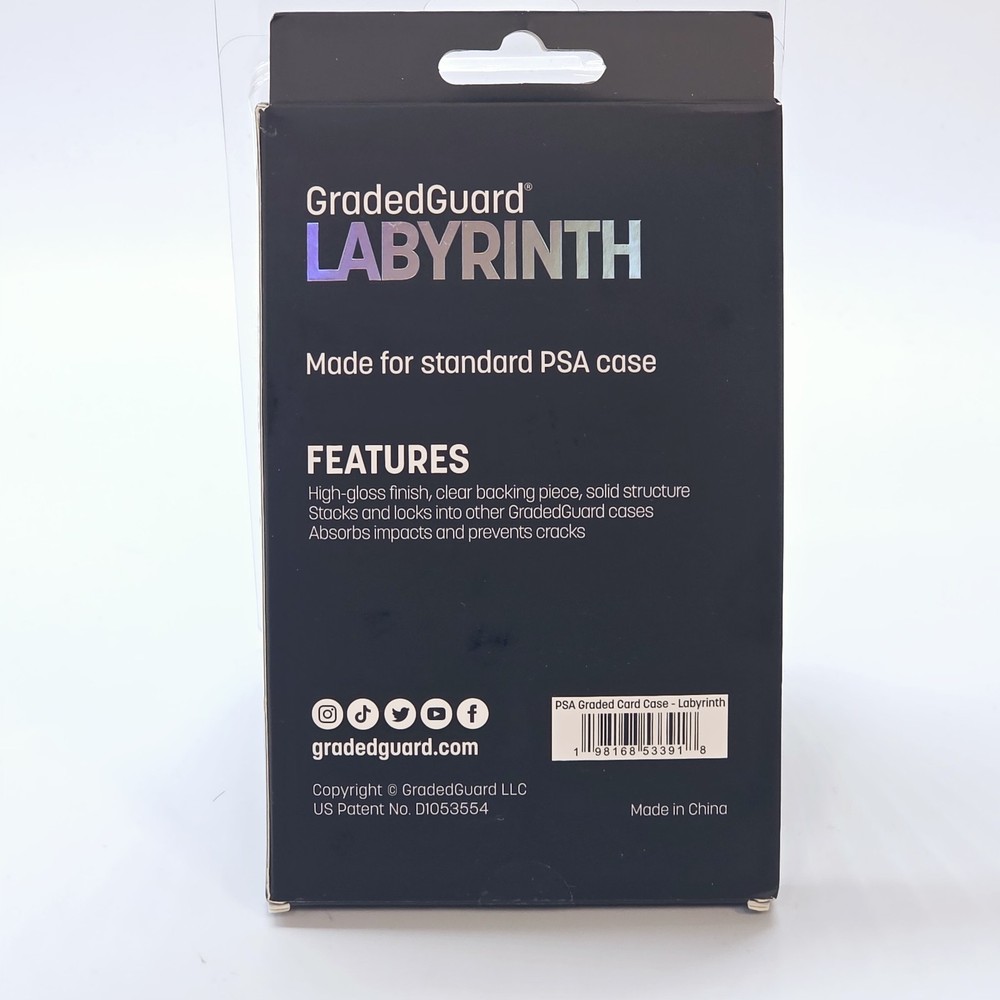 GradedGuard®
LABYRINTH
Made for standard PSA case
FEATURES
High-gloss finish, clear backing piece, solid structure
Stacks and locks into other GradedGuard cases
Absorbs impacts and prevents cracks
gradedguard.com
PSA Graded Card Case - Labyrinth
1 98168 53391 8
Copyright © GradedGuard LLC
US Patent No. D1053554
Made in China